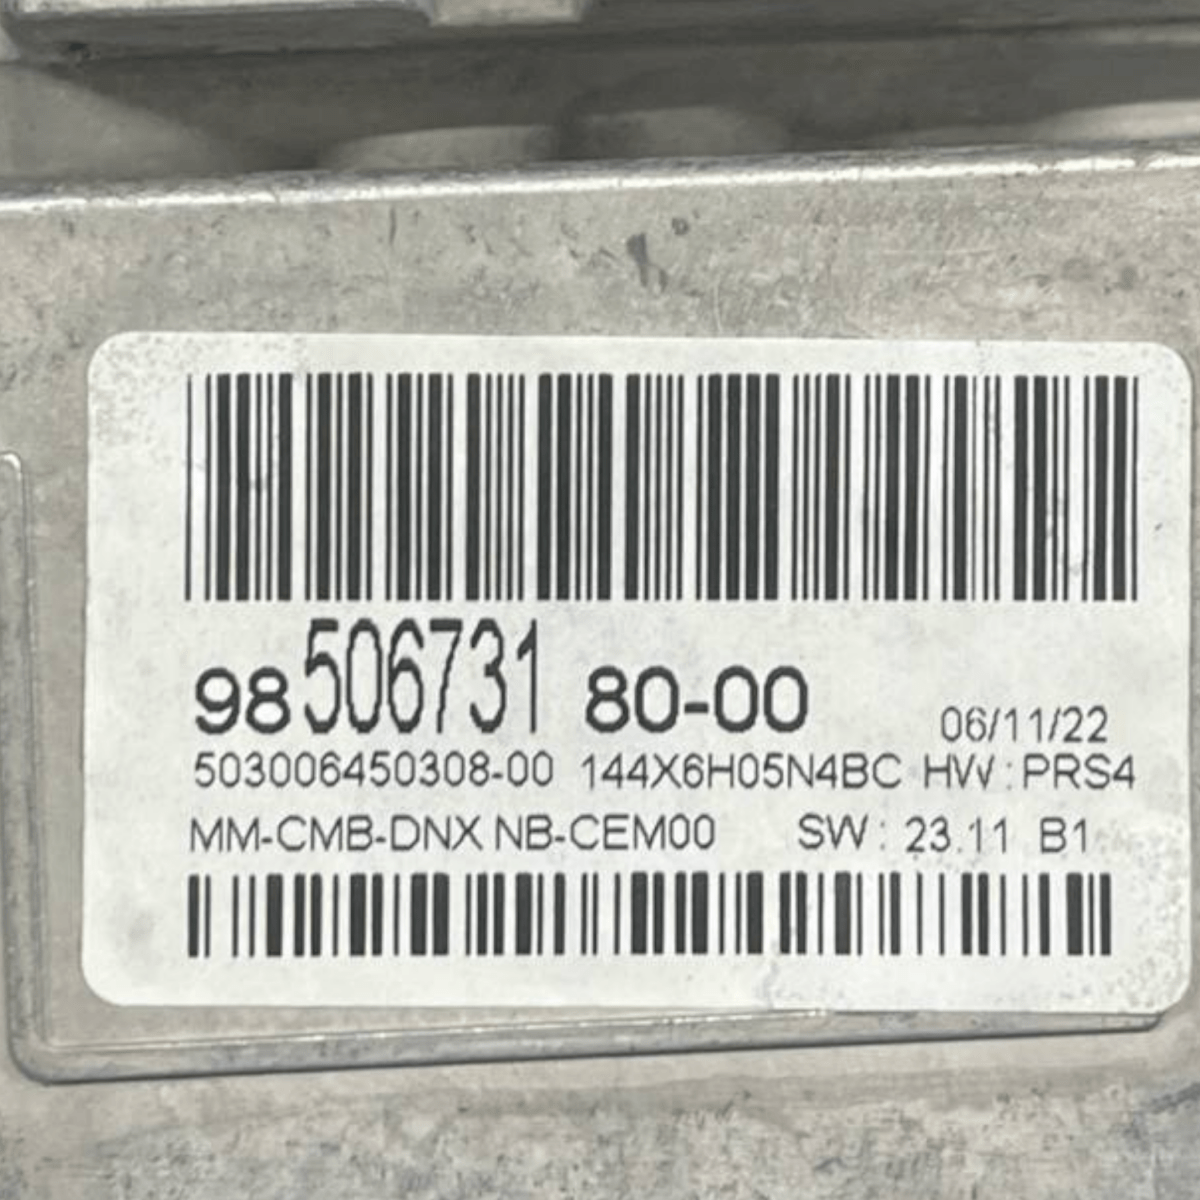 98 506731 80-00 06/11/22
503006450308-00 144X6H05N4BC HW:PRS4
MM-CMB-DNX NB-CEM00 SW: 23.11 B1